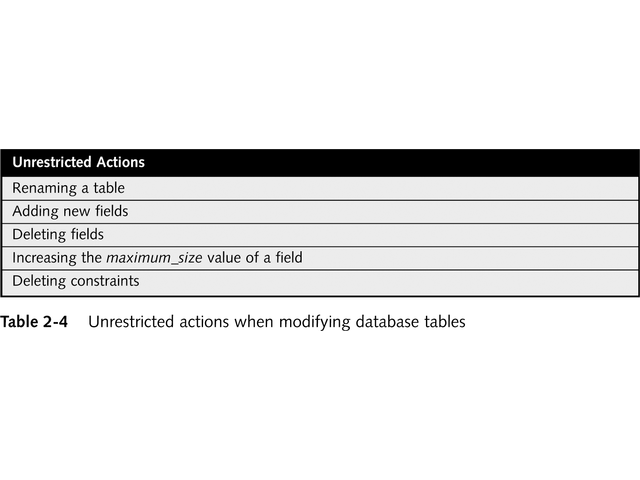 Unrestricted Actions
Renaming a table
Adding new fields
Deleting fields
Increasing the maximum_size value of a field
Deleting constraints
Table 2-4 Unrestricted actions when modifying database tables